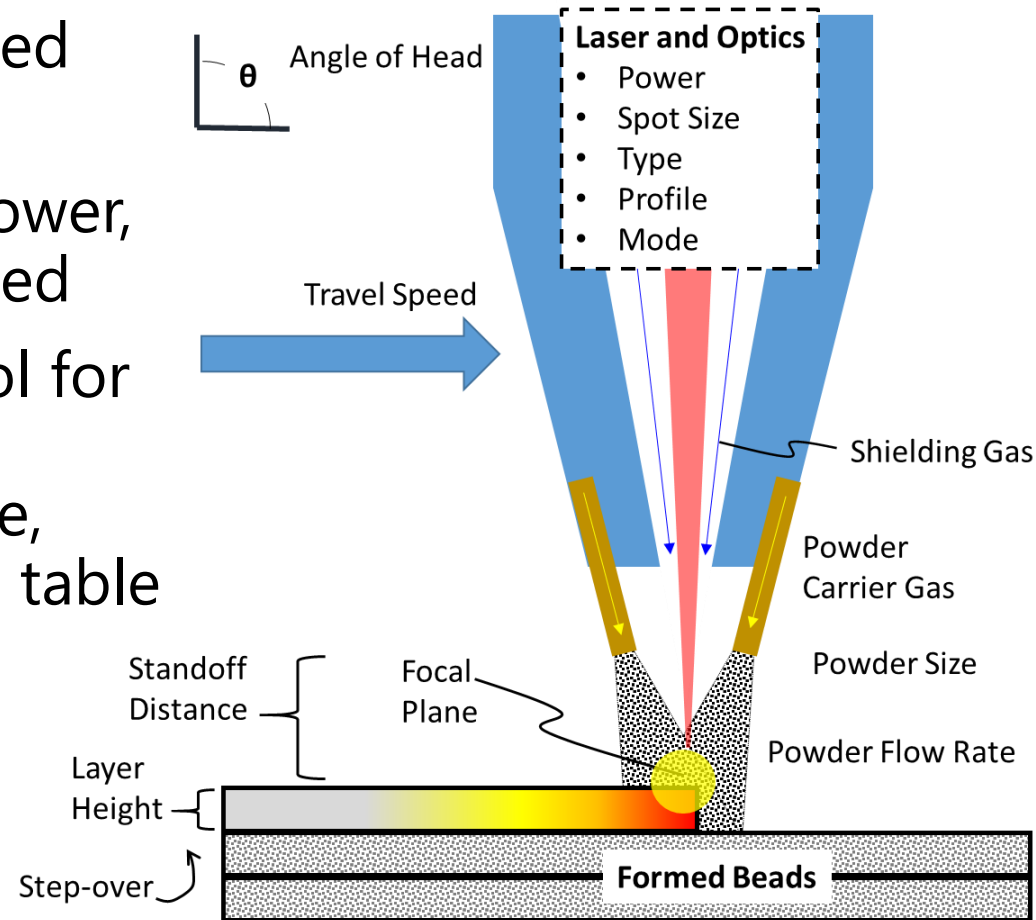 ed
ower,
ed
ol for
e,
table
θ
Angle of Head
Laser and Optics
• Power
• Spot Size
• Type
• Profile
• Mode
Travel Speed
Shielding Gas
Powder
Carrier Gas
Powder Size
Powder Flow Rate
Standoff
Distance
Focal
Plane
Layer
Height
Step-over
Formed Beads